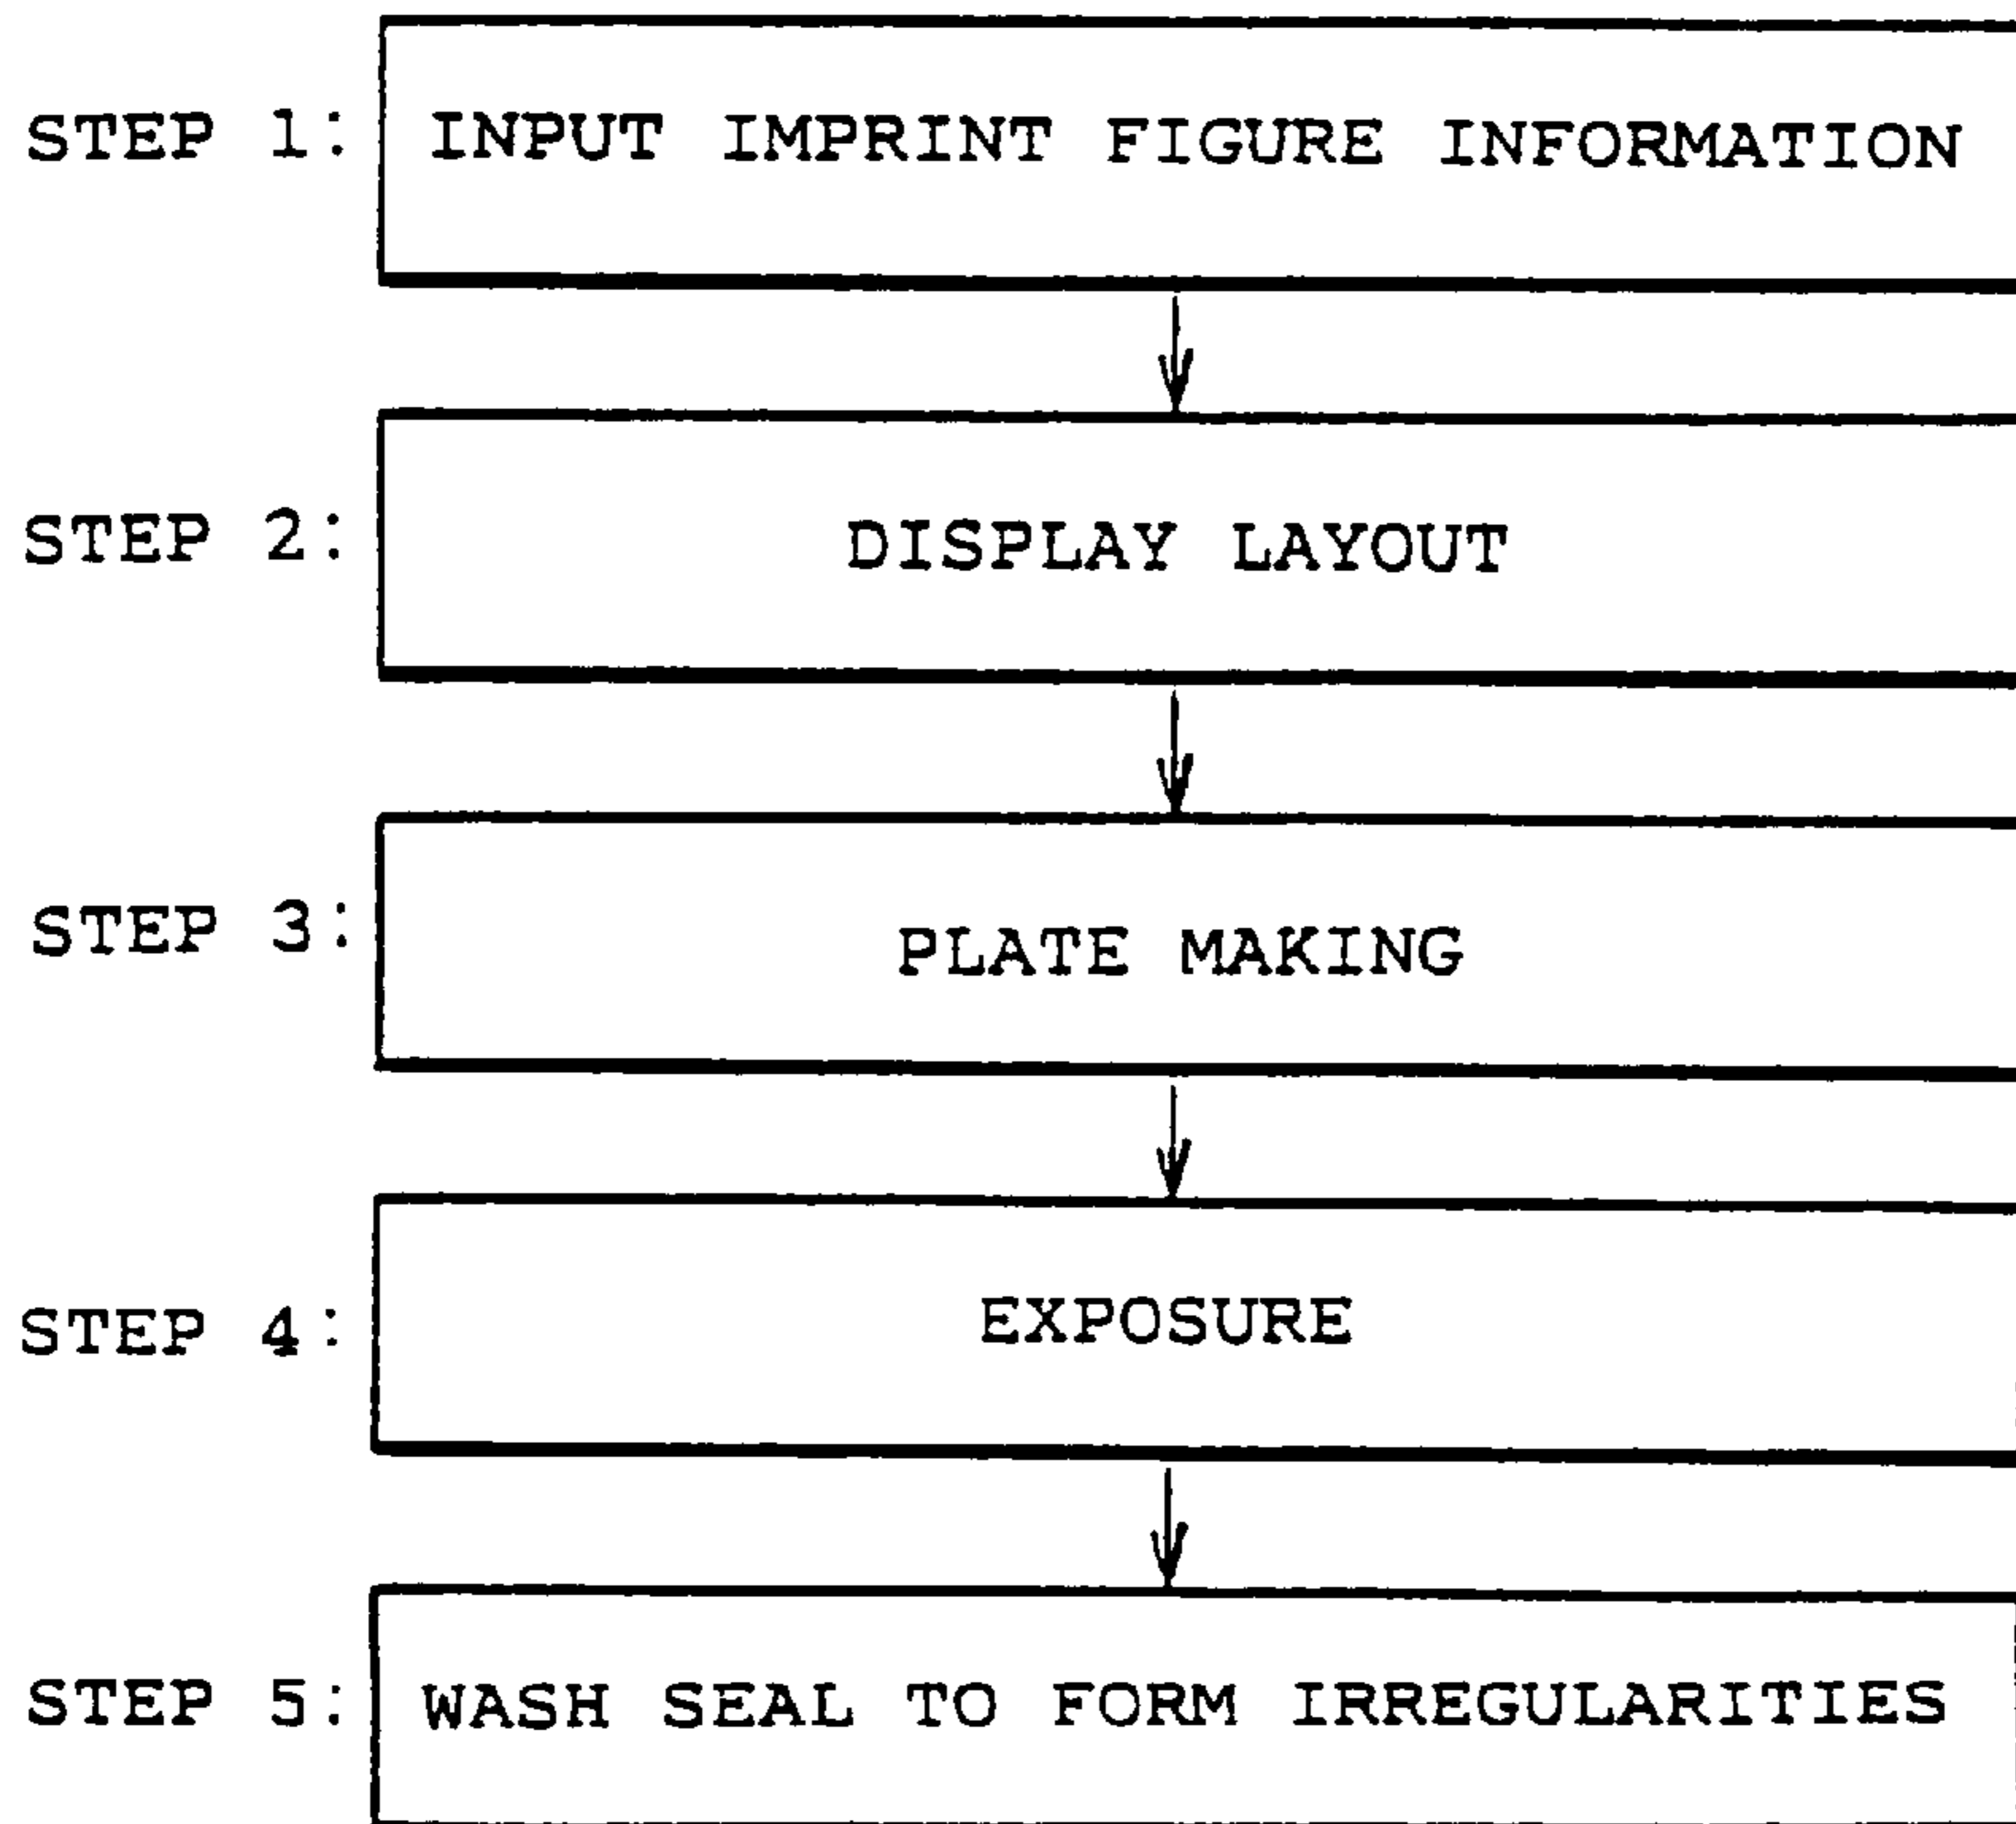 STEP 1: INPUT IMPRINT FIGURE INFORMATION
STEP 2: DISPLAY LAYOUT
STEP 3: PLATE MAKING
STEP 4: EXPOSURE
STEP 5: WASH SEAL TO FORM IRREGULARITIES